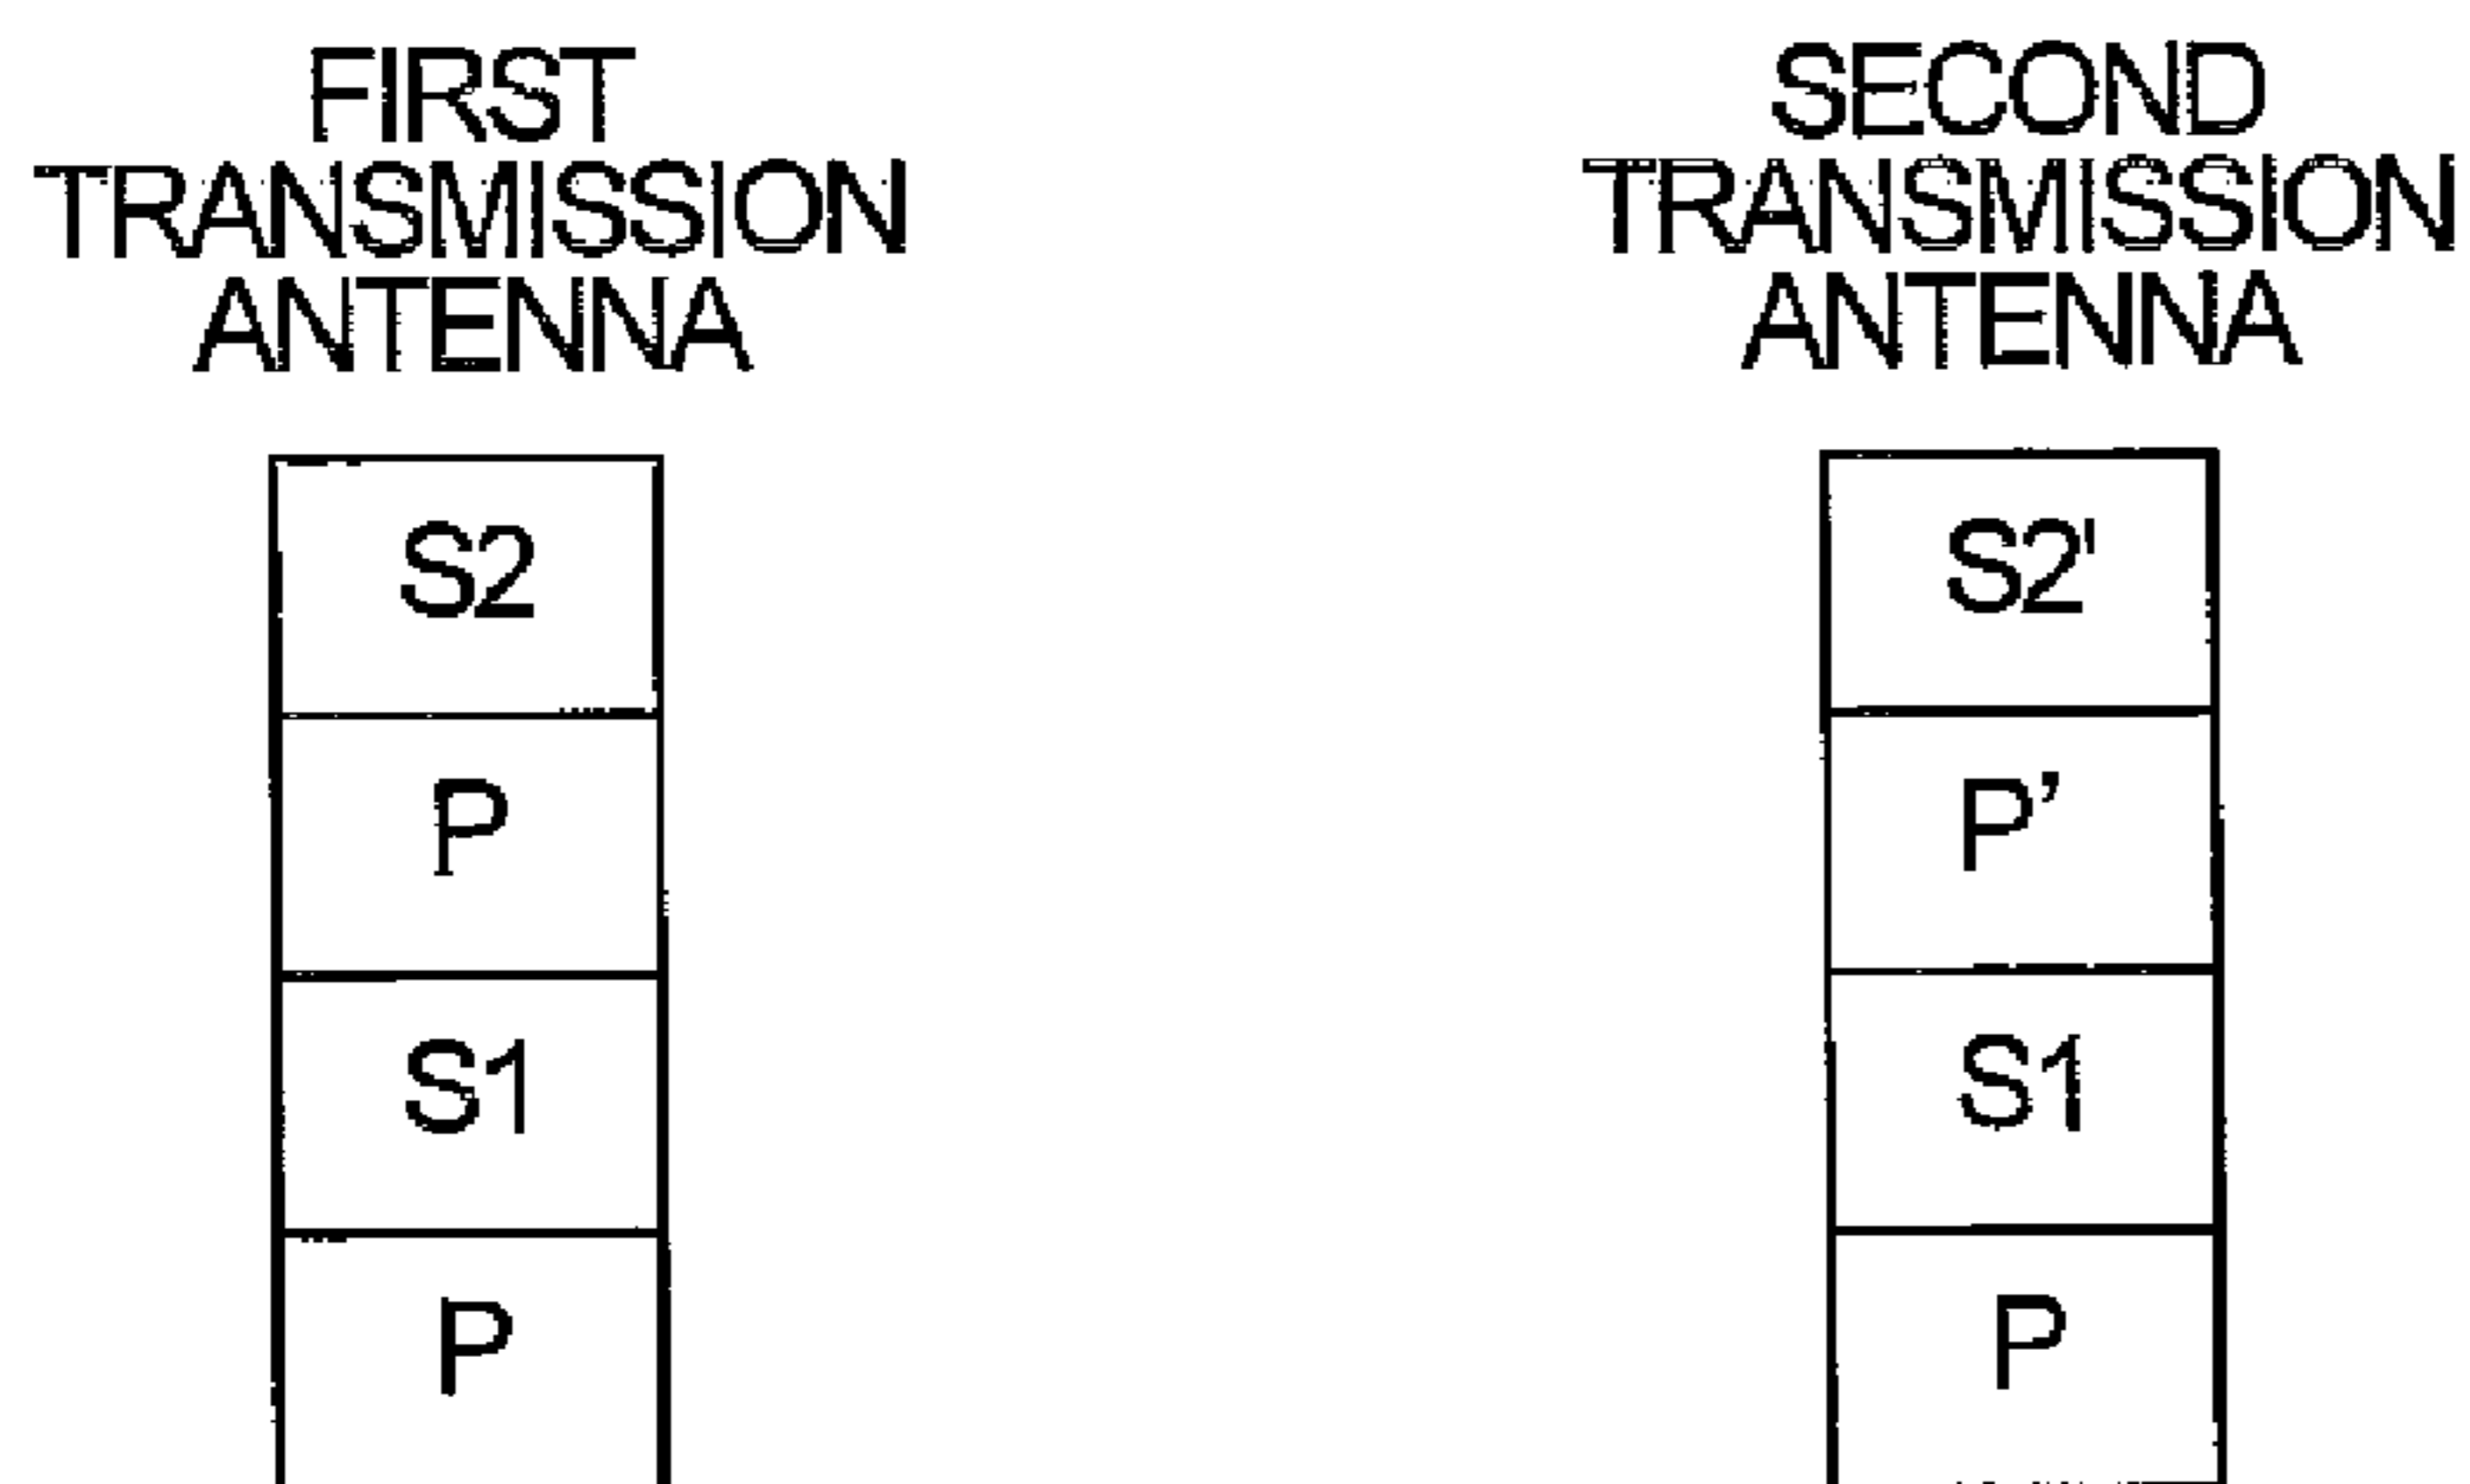 FIRST
TRANSMISSION
ANTENNA
S2
P
S1
P
SECOND
TRANSMISSION
ANTENNA
S2'
P’
S1
P